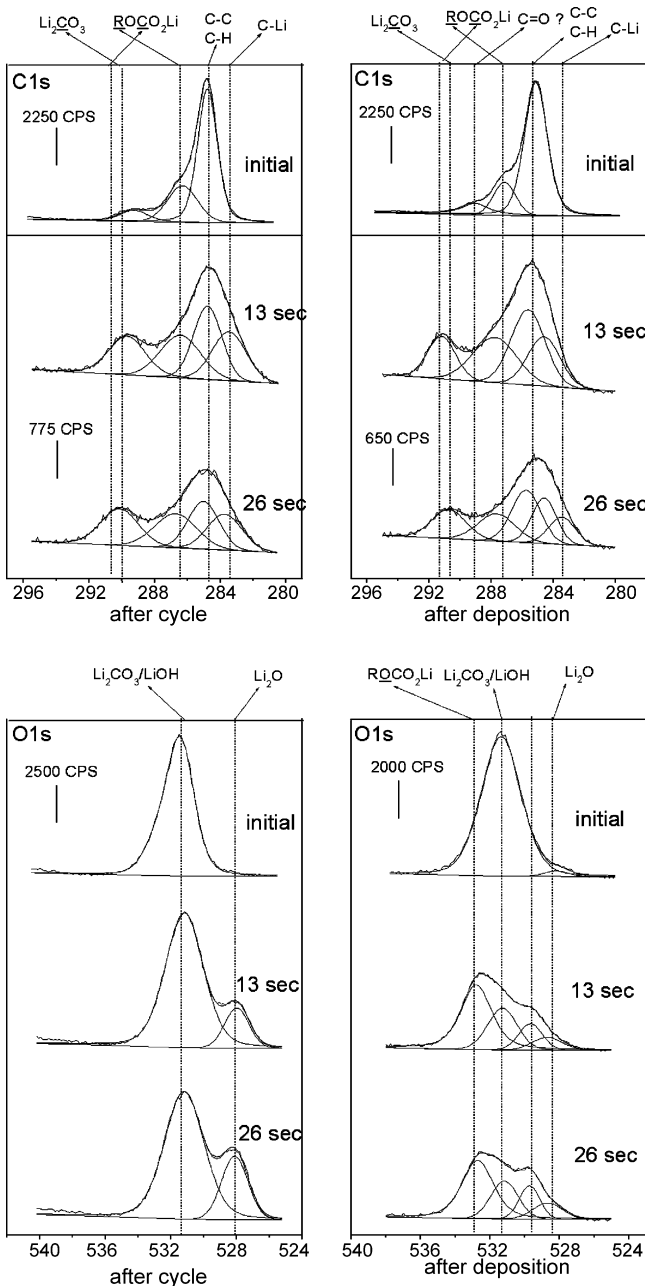 Li₂CO₃ ROCO₂Li C-C C-H C-Li
C1s
2250 CPS
initial
13 sec
775 CPS
26 sec
296 292 288 284 280
after cycle
Li₂CO₃ ROCO₂Li C=O ? C-C C-H C-Li
C1s
2250 CPS
initial
13 sec
650 CPS
26 sec
296 292 288 284 280
after deposition
Li₂CO₃/LiOH Li₂O
O1s
2500 CPS
initial
13 sec
26 sec
540 536 532 528 524
after cycle
ROCO₂Li Li₂CO₃/LiOH Li₂O
O1s
2000 CPS
initial
13 sec
26 sec
540 536 532 528 524
after deposition